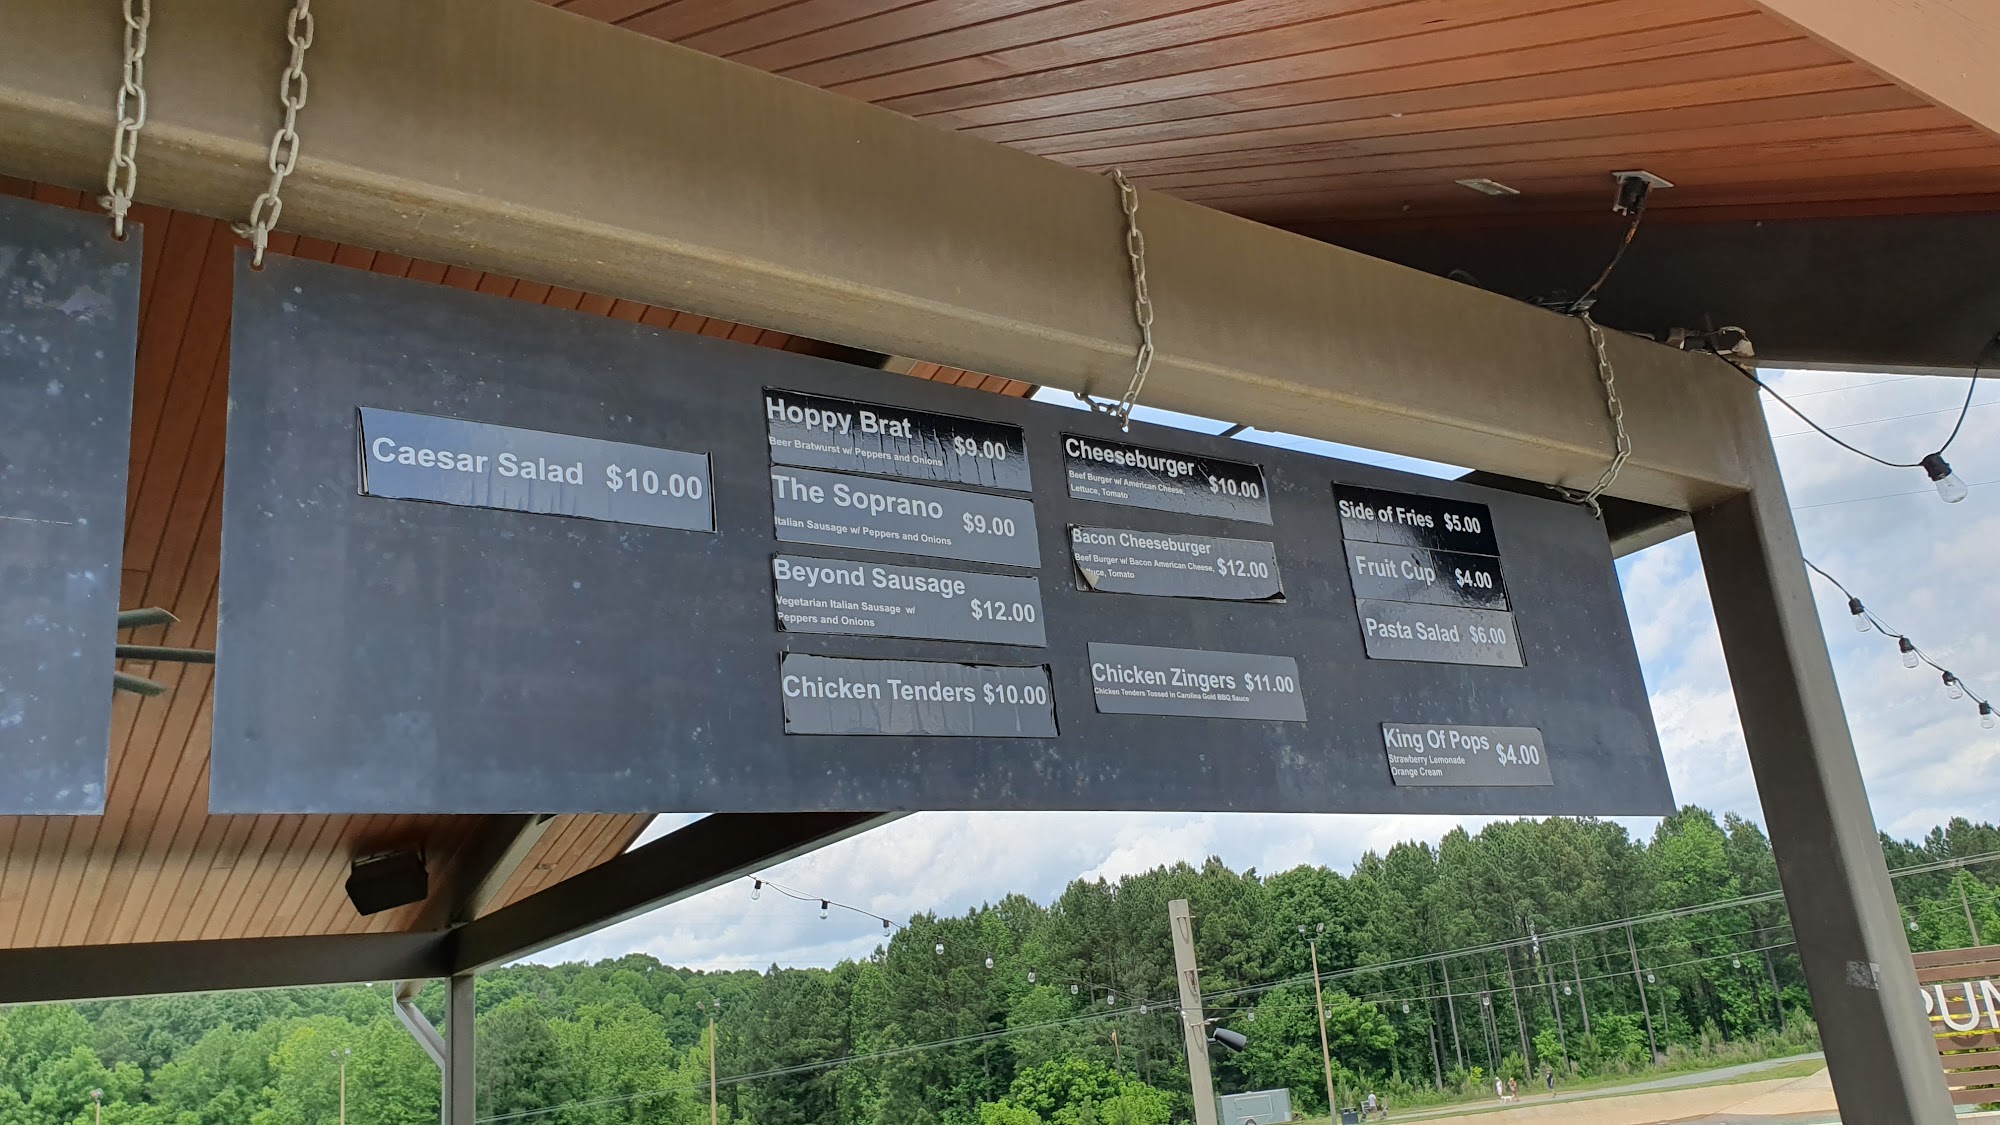 Caesar Salad $10.00
Hoppy Brat $9.00
Beer Bratwurst w/ Peppers and Onions
The Soprano $9.00
Italian Sausage w/ Peppers and Onions
Beyond Sausage $12.00
Vegetarian Italian Sausage w/
Peppers and Onions
Chicken Tenders $10.00
Cheeseburger $10.00
Beef Burger w/ American Cheese,
Lettuce, Tomato
Bacon Cheeseburger $12.00
Beef Burger w/ Bacon American Cheese,
Tomato
Chicken Zingers $11.00
Chicken Tenders Tossed in Carolina Gold BBQ Sauce
Side of Fries $5.00
Fruit Cup $4.00
Pasta Salad $6.00
King Of Pops $4.00
Strawberry Lemonade
Orange Cream